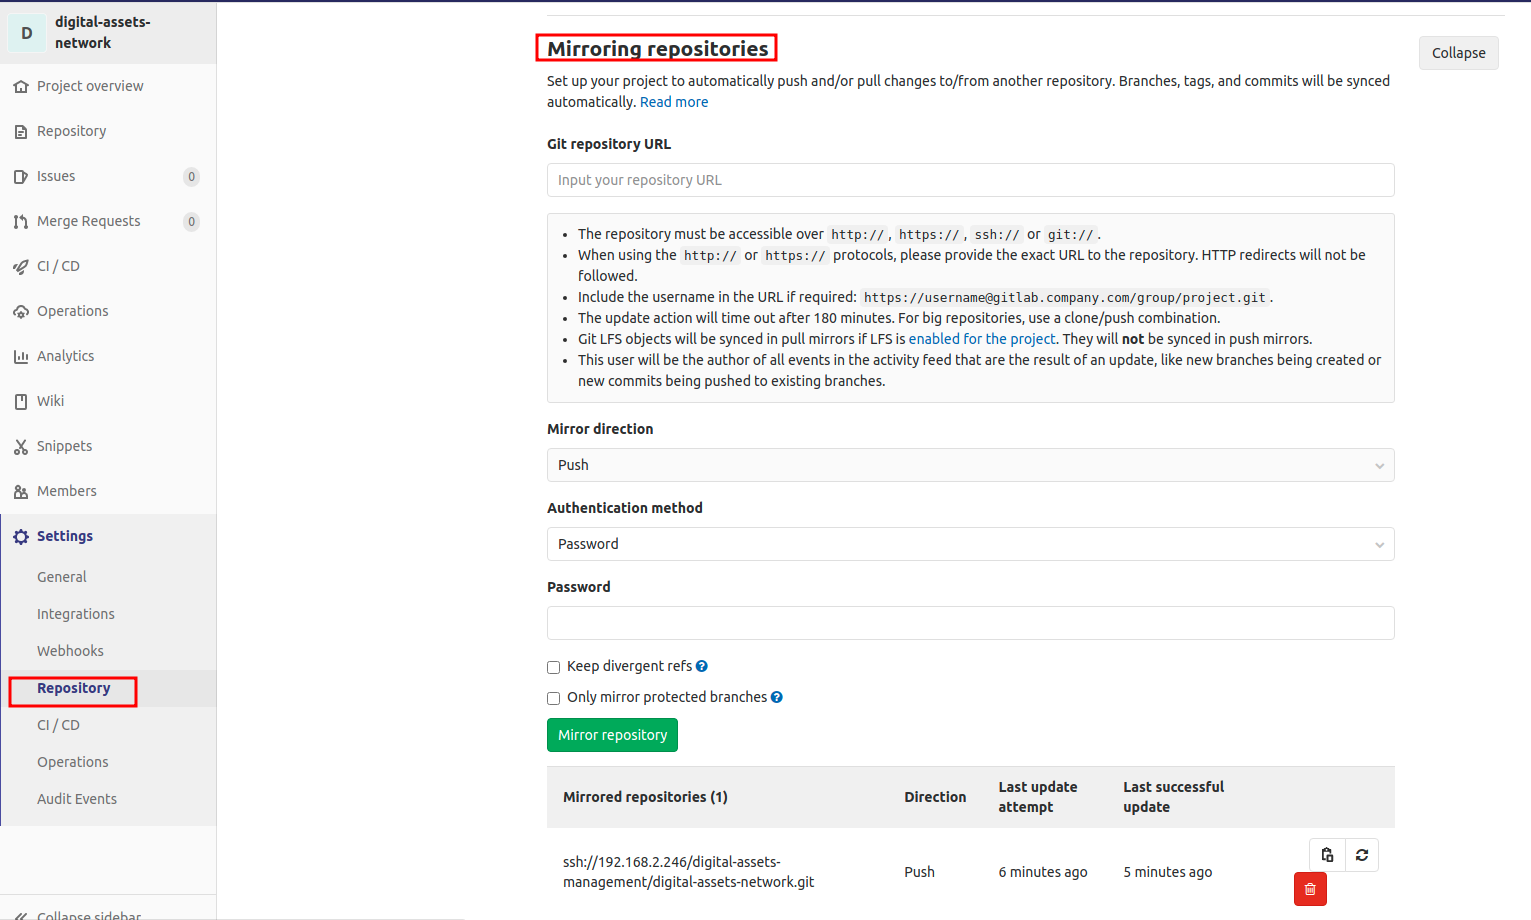 D
digital-assets-
network
Project overview
Repository
Issues 0
Merge Requests 0
CI / CD
Operations
Analytics
Wiki
Snippets
Members
Settings
General
Integrations
Webhooks
Repository
CI / CD
Operations
Audit Events
Collapse sidebar
Mirroring repositories
Collapse
Set up your project to automatically push and/or pull changes to/from another repository. Branches, tags, and commits will be synced
automatically. Read more
Git repository URL
Input your repository URL
• The repository must be accessible over http://, https://, ssh:// or git://.
• When using the http:// or https:// protocols, please provide the exact URL to the repository. HTTP redirects will not be
followed.
• Include the username in the URL if required: https://username@gitlab.company.com/group/project.git.
• The update action will time out after 180 minutes. For big repositories, use a clone/push combination.
• Git LFS objects will be synced in pull mirrors if LFS is enabled for the project. They will not be synced in push mirrors.
• This user will be the author of all events in the activity feed that are the result of an update, like new branches being created or
new commits being pushed to existing branches.
Mirror direction
Push
Authentication method
Password
Password
Keep divergent refs ?
Only mirror protected branches ?
Mirror repository
Mirrored repositories (1)
Direction
Last update
attempt
Last successful
update
ssh://192.168.2.246/digital-assets-
management/digital-assets-network.git
Push
6 minutes ago
5 minutes ago